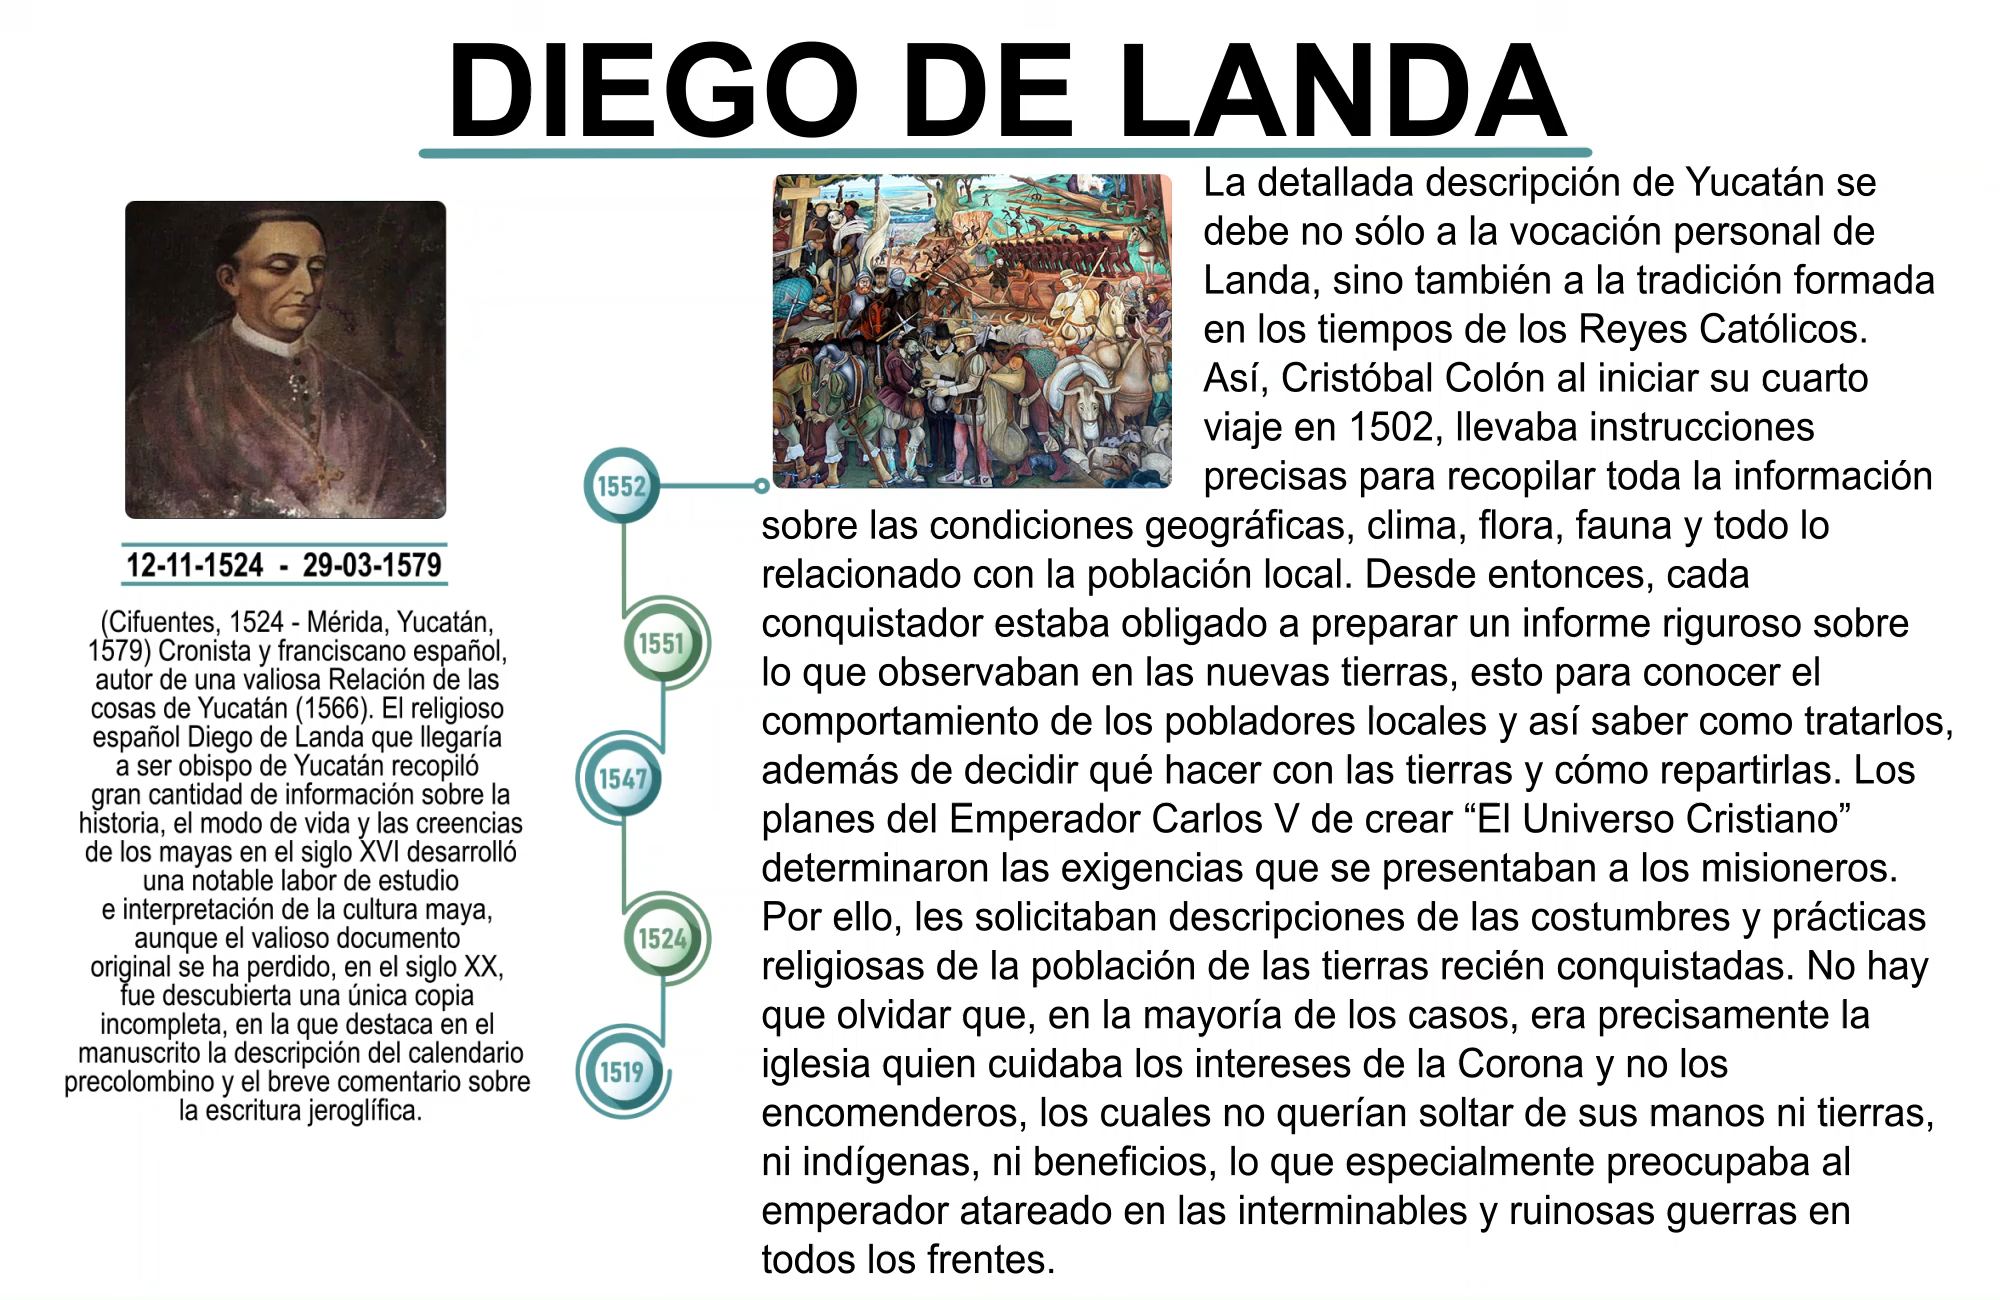 DIEGO DE LANDA
12-11-1524 - 29-03-1579
(Cifuentes, 1524 - Mérida, Yucatán,
1579) Cronista y franciscano español,
autor de una valiosa Relación de las
cosas de Yucatán (1566). El religioso
español Diego de Landa que llegaría
a ser obispo de Yucatán recopiló
gran cantidad de información sobre la
historia, el modo de vida y las creencias
de los mayas en el siglo XVI desarrolló
una notable labor de estudio
e interpretación de la cultura maya,
aunque el valioso documento
original se ha perdido, en el siglo XX,
fue descubierta una única copia
incompleta, en la que destaca en el
manuscrito la descripción del calendario
precolombino y el breve comentario sobre
la escritura jeroglífica.
1552
1551
1547
1524
1519
La detallada descripción de Yucatán se
debe no sólo a la vocación personal de
Landa, sino también a la tradición formada
en los tiempos de los Reyes Católicos.
Así, Cristóbal Colón al iniciar su cuarto
viaje en 1502, llevaba instrucciones
precisas para recopilar toda la información
sobre las condiciones geográficas, clima, flora, fauna y todo lo
relacionado con la población local. Desde entonces, cada
conquistador estaba obligado a preparar un informe riguroso sobre
lo que observaban en las nuevas tierras, esto para conocer el
comportamiento de los pobladores locales y así saber como tratarlos,
además de decidir qué hacer con las tierras y cómo repartirlas. Los
planes del Emperador Carlos V de crear “El Universo Cristiano”
determinaron las exigencias que se presentaban a los misioneros.
Por ello, les solicitaban descripciones de las costumbres y prácticas
religiosas de la población de las tierras recién conquistadas. No hay
que olvidar que, en la mayoría de los casos, era precisamente la
iglesia quien cuidaba los intereses de la Corona y no los
encomenderos, los cuales no querían soltar de sus manos ni tierras,
ni indígenas, ni beneficios, lo que especialmente preocupaba al
emperador atareado en las interminables y ruinosas guerras en
todos los frentes.